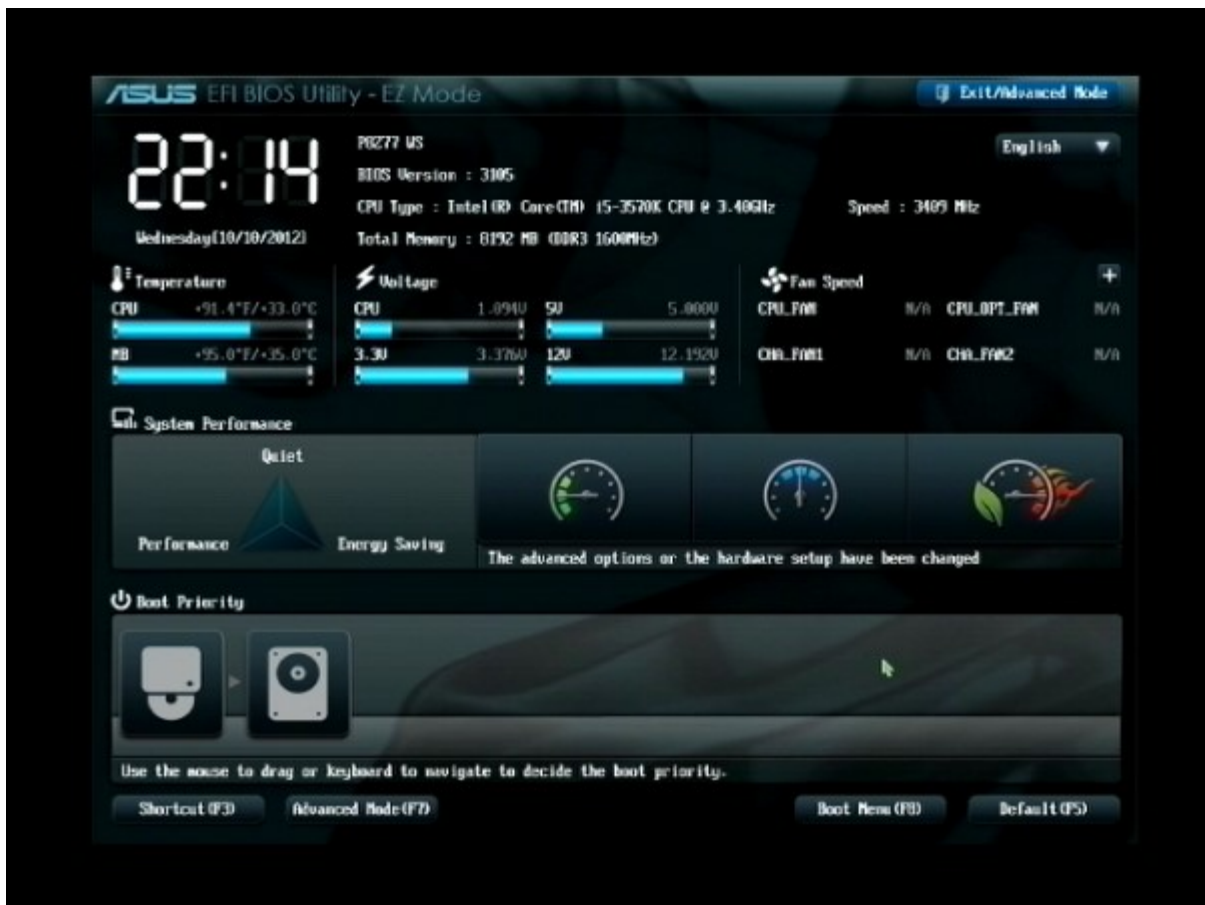 ASUS EFI BIOS Utility - EZ Mode
Exit/Advanced Mode
22:14
Wednesday[10/10/2012]
P8Z77 WS
BIOS Version : 3105
CPU Type : Intel(R) Core(TM) i5-3570K CPU @ 3.40GHz Speed : 3409 MHz
Total Memory : 8192 MB (DDR3 1600MHz)
English
Temperature
CPU +91.4°F/+33.0°C
MB +95.0°F/+35.0°C
Voltage
CPU 1.094V 5V 5.000V
3.3V 3.376V 12V 12.192V
Fan Speed
CPU_FAN N/A CPU_OPT_FAN N/A
CHA_FAN1 N/A CHA_FAN2 N/A
System Performance
Quiet
Performance
Energy Saving
The advanced options or the hardware setup have been changed
Boot Priority
Use the mouse to drag or keyboard to navigate to decide the boot priority.
Shortcut(F3)
Advanced Mode(F7)
Boot Menu(F8)
Default(F5)